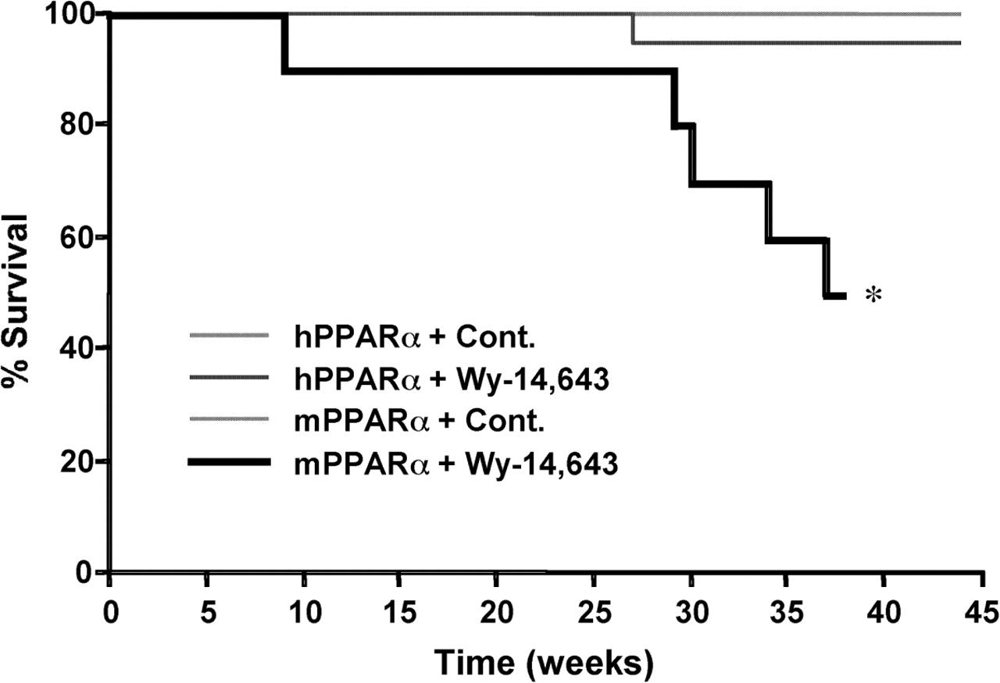 100
80
60
40
20
0
% Survival
*
hPPARα + Cont.
hPPARα + Wy-14,643
mPPARα + Cont.
mPPARα + Wy-14,643
0 5 10 15 20 25 30 35 40 45
Time (weeks)